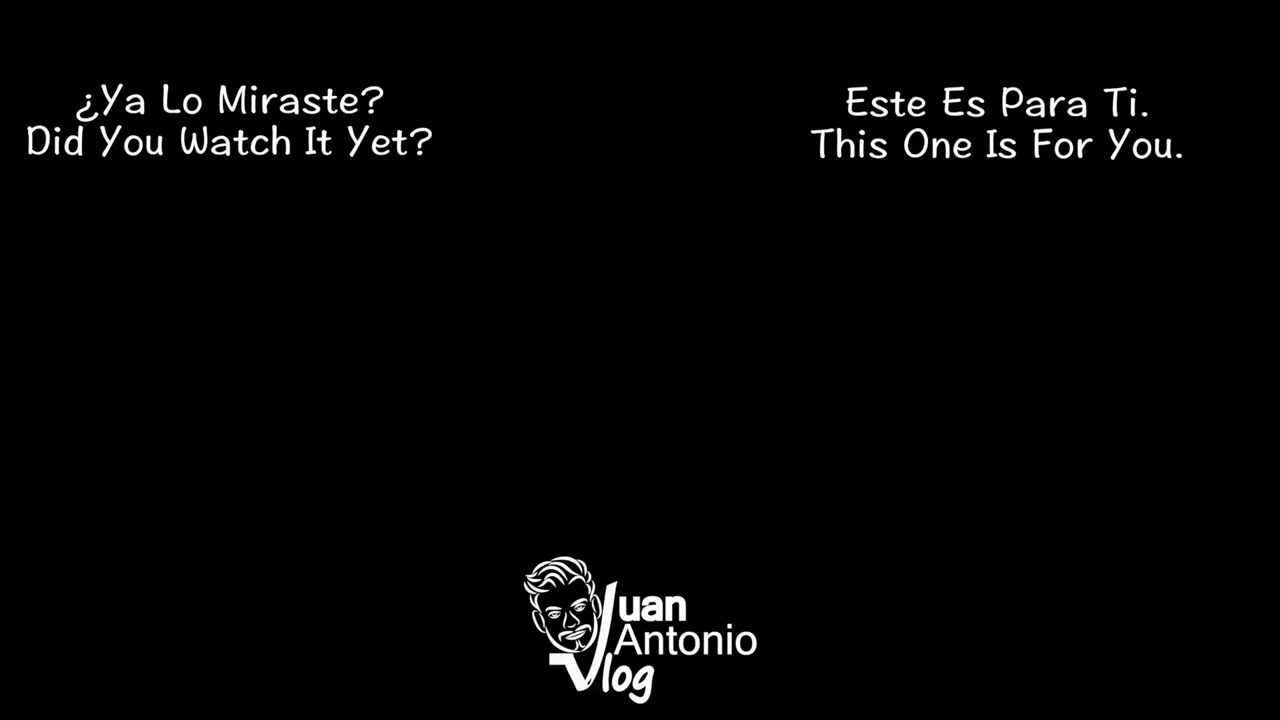 ¿Ya Lo Miraste?
Did You Watch It Yet?
Este Es Para Ti.
This One Is For You.
Juan
Antonio
Vlog